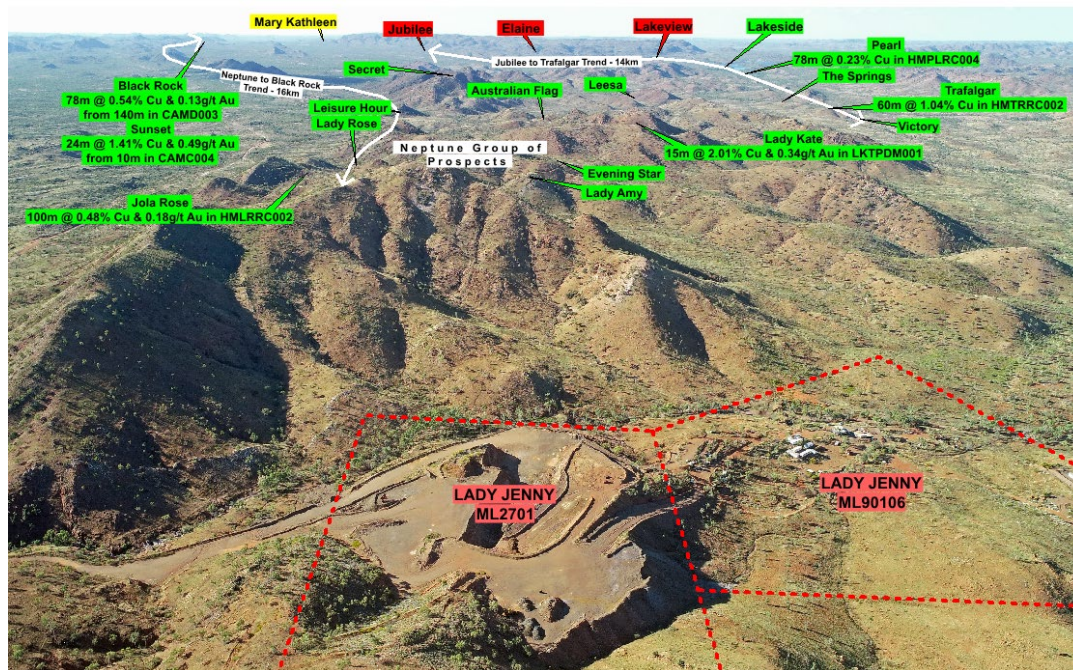 Mary Kathleen
Jubilee
Elaine
Lakeview
Lakeside
Pearl
78m @ 0.23% Cu in HMPLRC004
The Springs
Trafalgar
60m @ 1.04% Cu in HMTRRC002
Victory
Jubilee to Trafalgar Trend - 14km
Secret
Neptune to Black Rock
Trend - 16km
Black Rock
78m @ 0.54% Cu & 0.13g/t Au
from 140m in CAMD003
Sunset
24m @ 1.41% Cu & 0.49g/t Au
from 10m in CAMC004
Leisure Hour
Lady Rose
Australian Flag
Leesa
Neptune Group of
Prospects
Lady Kate
15m @ 2.01% Cu & 0.34g/t Au in LKTPDM001
Evening Star
Lady Amy
Jola Rose
100m @ 0.48% Cu & 0.18g/t Au in HMLRRC002
LADY JENNY
ML2701
LADY JENNY
ML90106